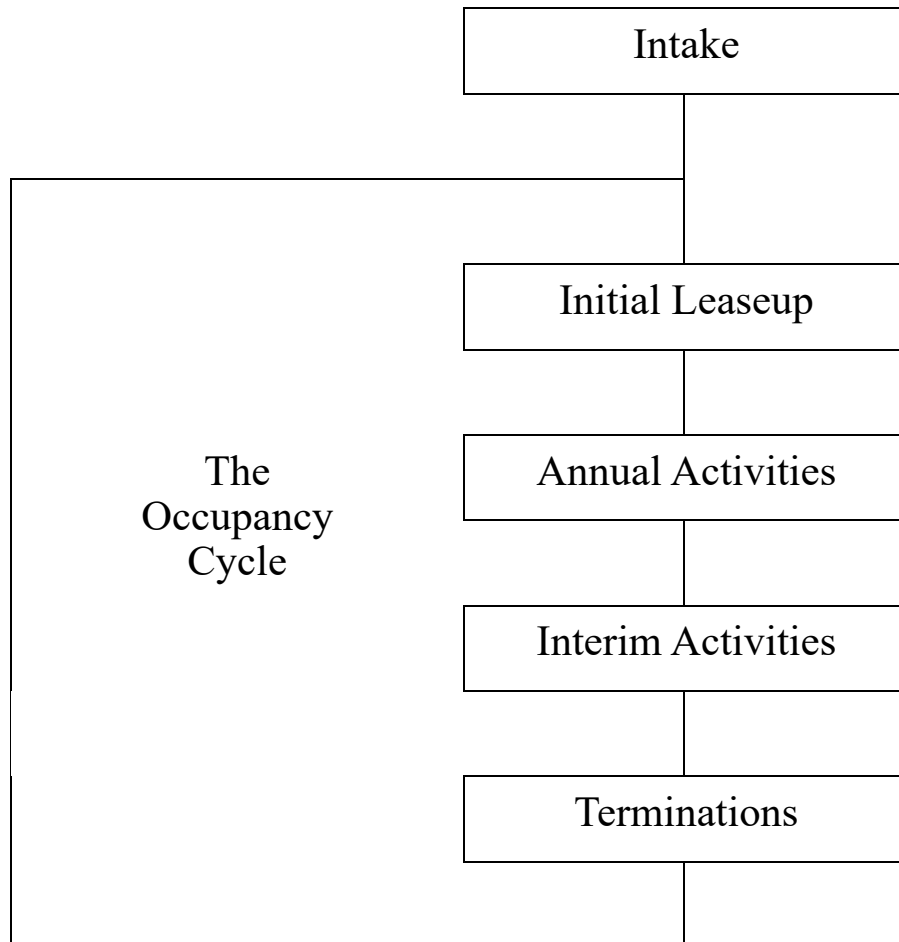 Intake
Initial Leaseup
The
Occupancy
Cycle
Annual Activities
Interim Activities
Terminations